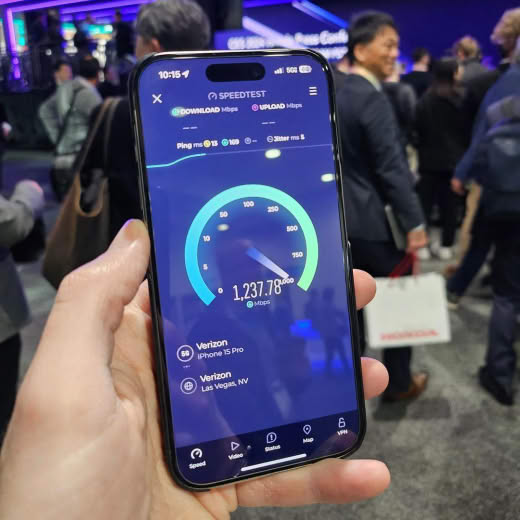 10:15
5G
SPEEDTEST
DOWNLOAD Mbps
UPLOAD Mbps
Ping ms 13 169
Jitter ms 5
0
5
10
50
100
250
500
750
1,000
1,237.78
Mbps
5G
Verizon
iPhone 15 Pro
Verizon
Las Vegas, NV
Speed
Video
Status
Map
VPN
HONDA